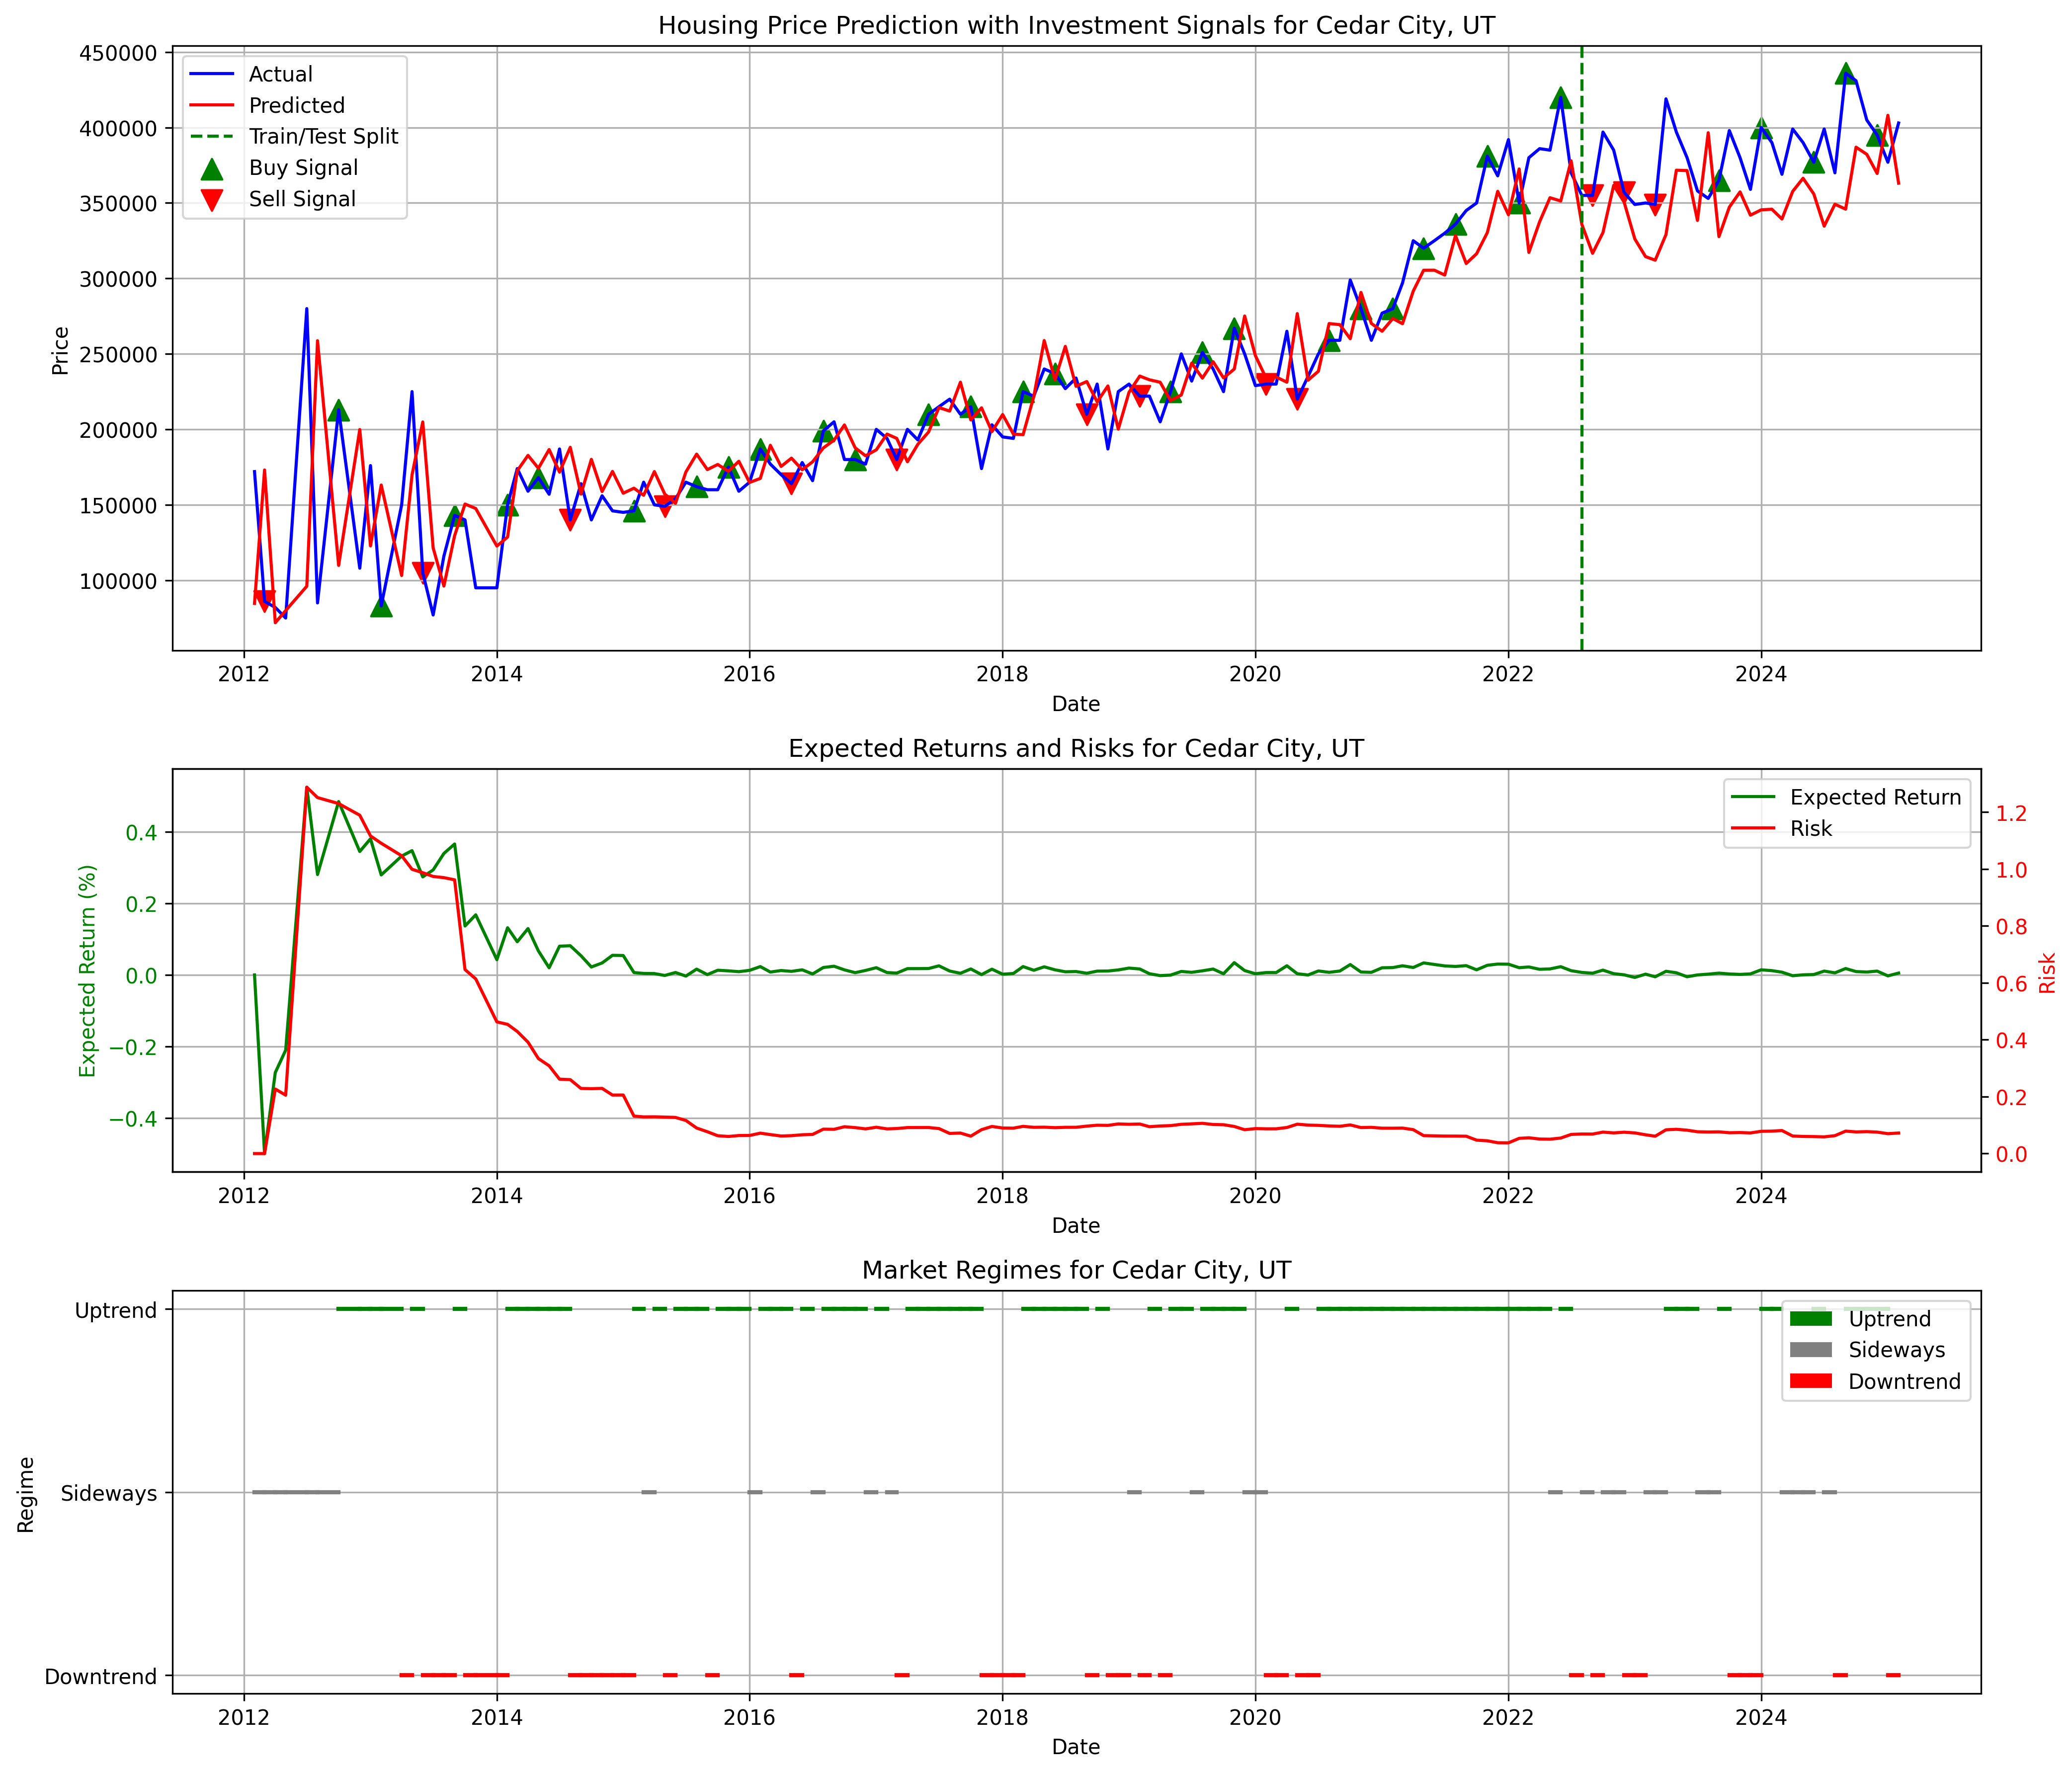 Housing Price Prediction with Investment Signals for Cedar City, UT
450000
400000
350000
300000
250000
200000
150000
100000
Price
Actual
Predicted
Train/Test Split
Buy Signal
Sell Signal
2012 2014 2016 2018 2020 2022 2024
Date
Expected Returns and Risks for Cedar City, UT
0.4
0.2
0.0
−0.2
−0.4
Expected Return (%)
Expected Return
Risk
1.2
1.0
0.8
0.6
0.4
0.2
0.0
Risk
2012 2014 2016 2018 2020 2022 2024
Date
Market Regimes for Cedar City, UT
Uptrend
Sideways
Downtrend
Regime
Uptrend
Sideways
Downtrend
2012 2014 2016 2018 2020 2022 2024
Date